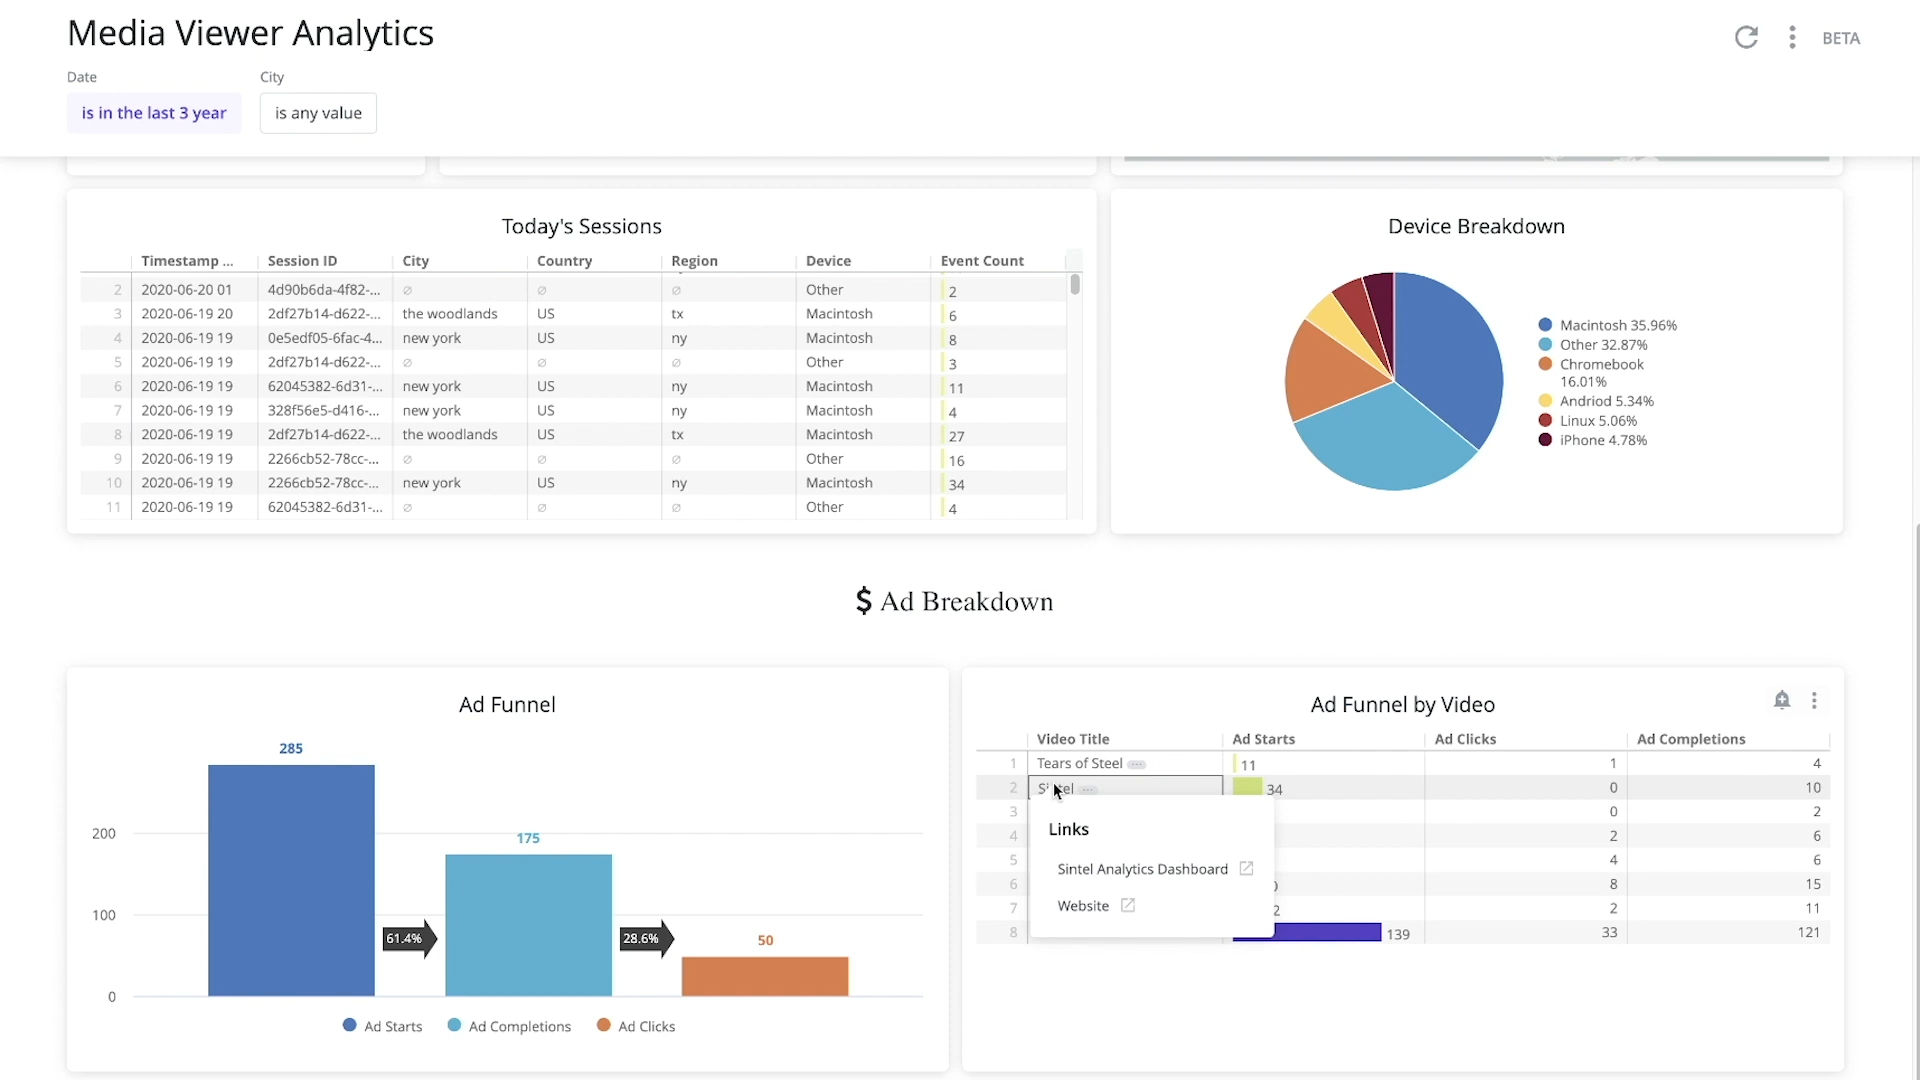 Media Viewer Analytics
BETA
Date City
is in the last 3 year is any value
Today's Sessions
Timestamp ... Session ID City Country Region Device Event Count
2 2020-06-20 01 4d90b6da-4f82-... ∅ ∅ ∅ Other 2
3 2020-06-19 20 2df27b14-d622-... the woodlands US tx Macintosh 6
4 2020-06-19 19 0e5edf05-6fac-4... new york US ny Macintosh 8
5 2020-06-19 19 2df27b14-d622-... ∅ ∅ ∅ Other 3
6 2020-06-19 19 62045382-6d31-... new york US ny Macintosh 11
7 2020-06-19 19 328f56e5-d416-... new york US ny Macintosh 4
8 2020-06-19 19 2df27b14-d622-... the woodlands US tx Macintosh 27
9 2020-06-19 19 2266cb52-78cc-... ∅ ∅ ∅ Other 16
10 2020-06-19 19 2266cb52-78cc-... new york US ny Macintosh 34
11 2020-06-19 19 62045382-6d31-... ∅ ∅ ∅ Other 4
Device Breakdown
Macintosh 35.96%
Other 32.87%
Chromebook
16.01%
Andriod 5.34%
Linux 5.06%
iPhone 4.78%
$ Ad Breakdown
Ad Funnel
285
200
175
100
61.4%
28.6%
50
0
Ad Starts Ad Completions Ad Clicks
Ad Funnel by Video
Video Title Ad Starts Ad Clicks Ad Completions
1 Tears of Steel ... 11 1 4
2 Sintel ... 34 0 10
3 0 2
4 2 6
5 4 6
6 8 15
7 2 2 11
8 139 33 121
Links
Sintel Analytics Dashboard
Website